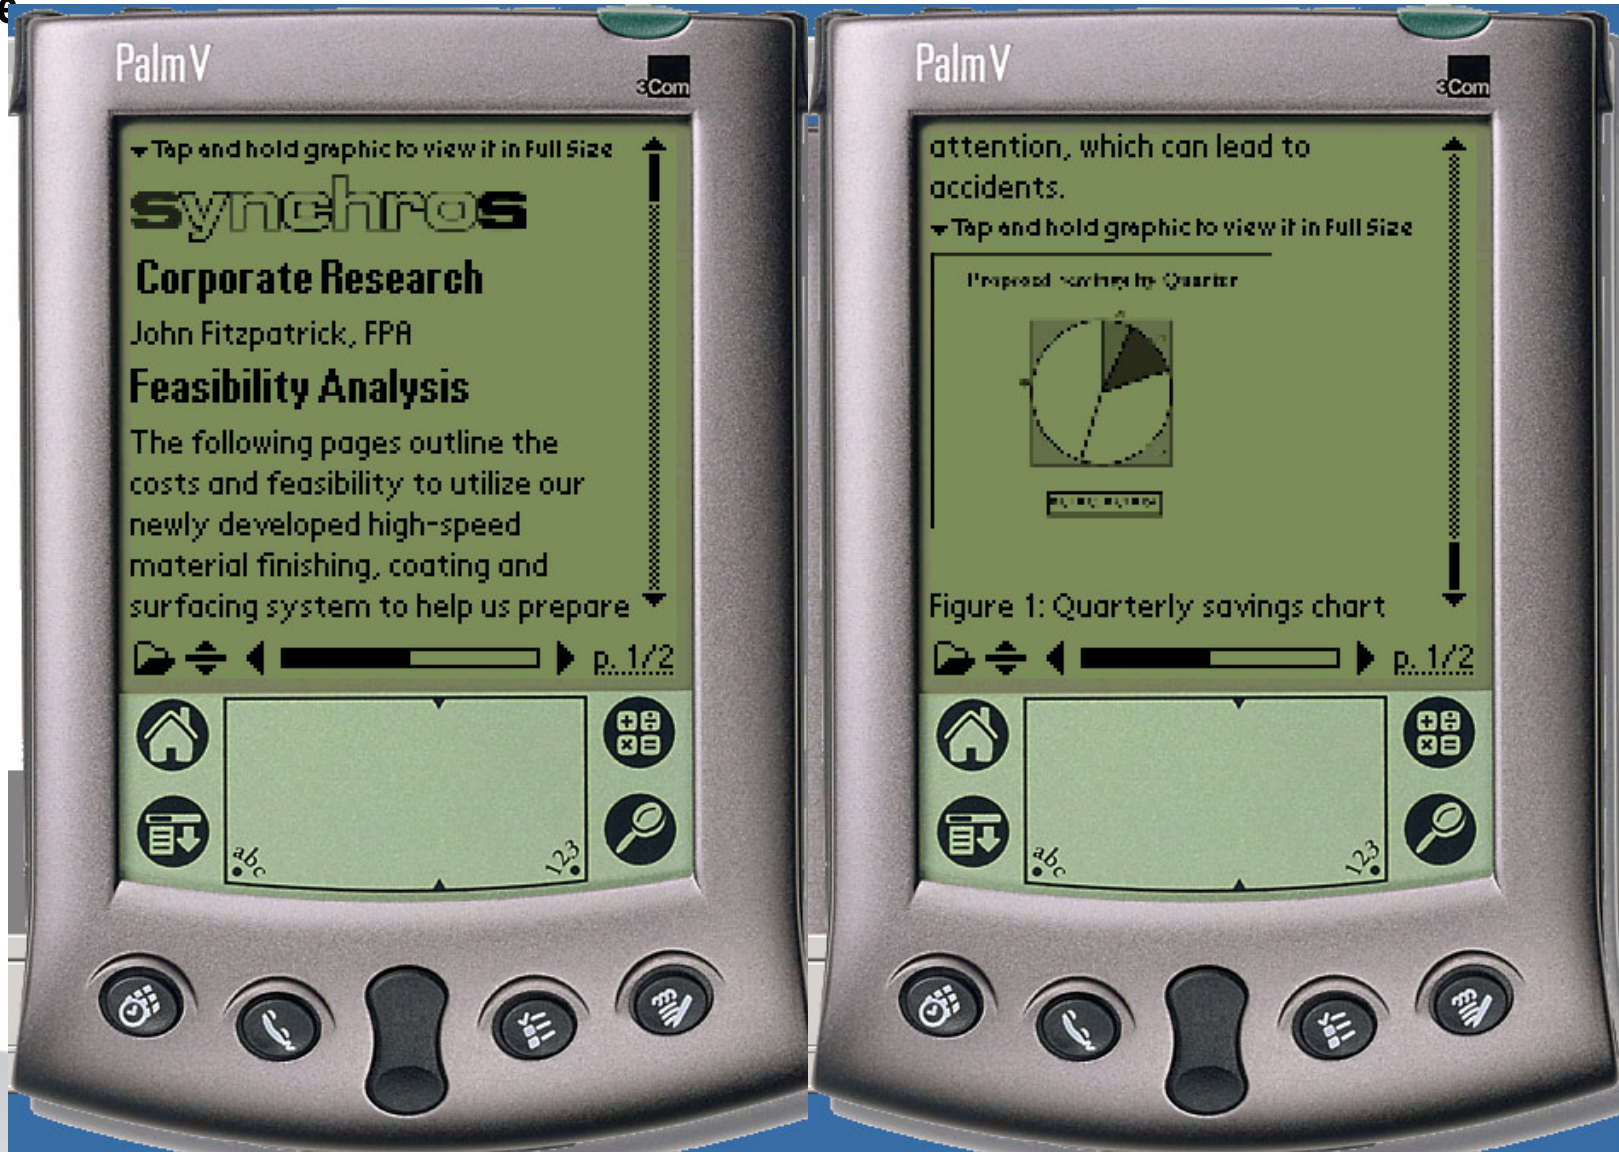 e
PalmV
3Com
Tap and hold graphic to view it in Full Size
synchros
Corporate Research
John Fitzpatrick, FPA
Feasibility Analysis
The following pages outline the
costs and feasibility to utilize our
newly developed high-speed
material finishing, coating and
surfacing system to help us prepare
p. 1/2
abc
123
PalmV
3Com
attention, which can lead to
accidents.
Tap and hold graphic to view it in Full Size
Proposed Savings by Quarter
Figure 1: Quarterly savings chart
p. 1/2
abc
123